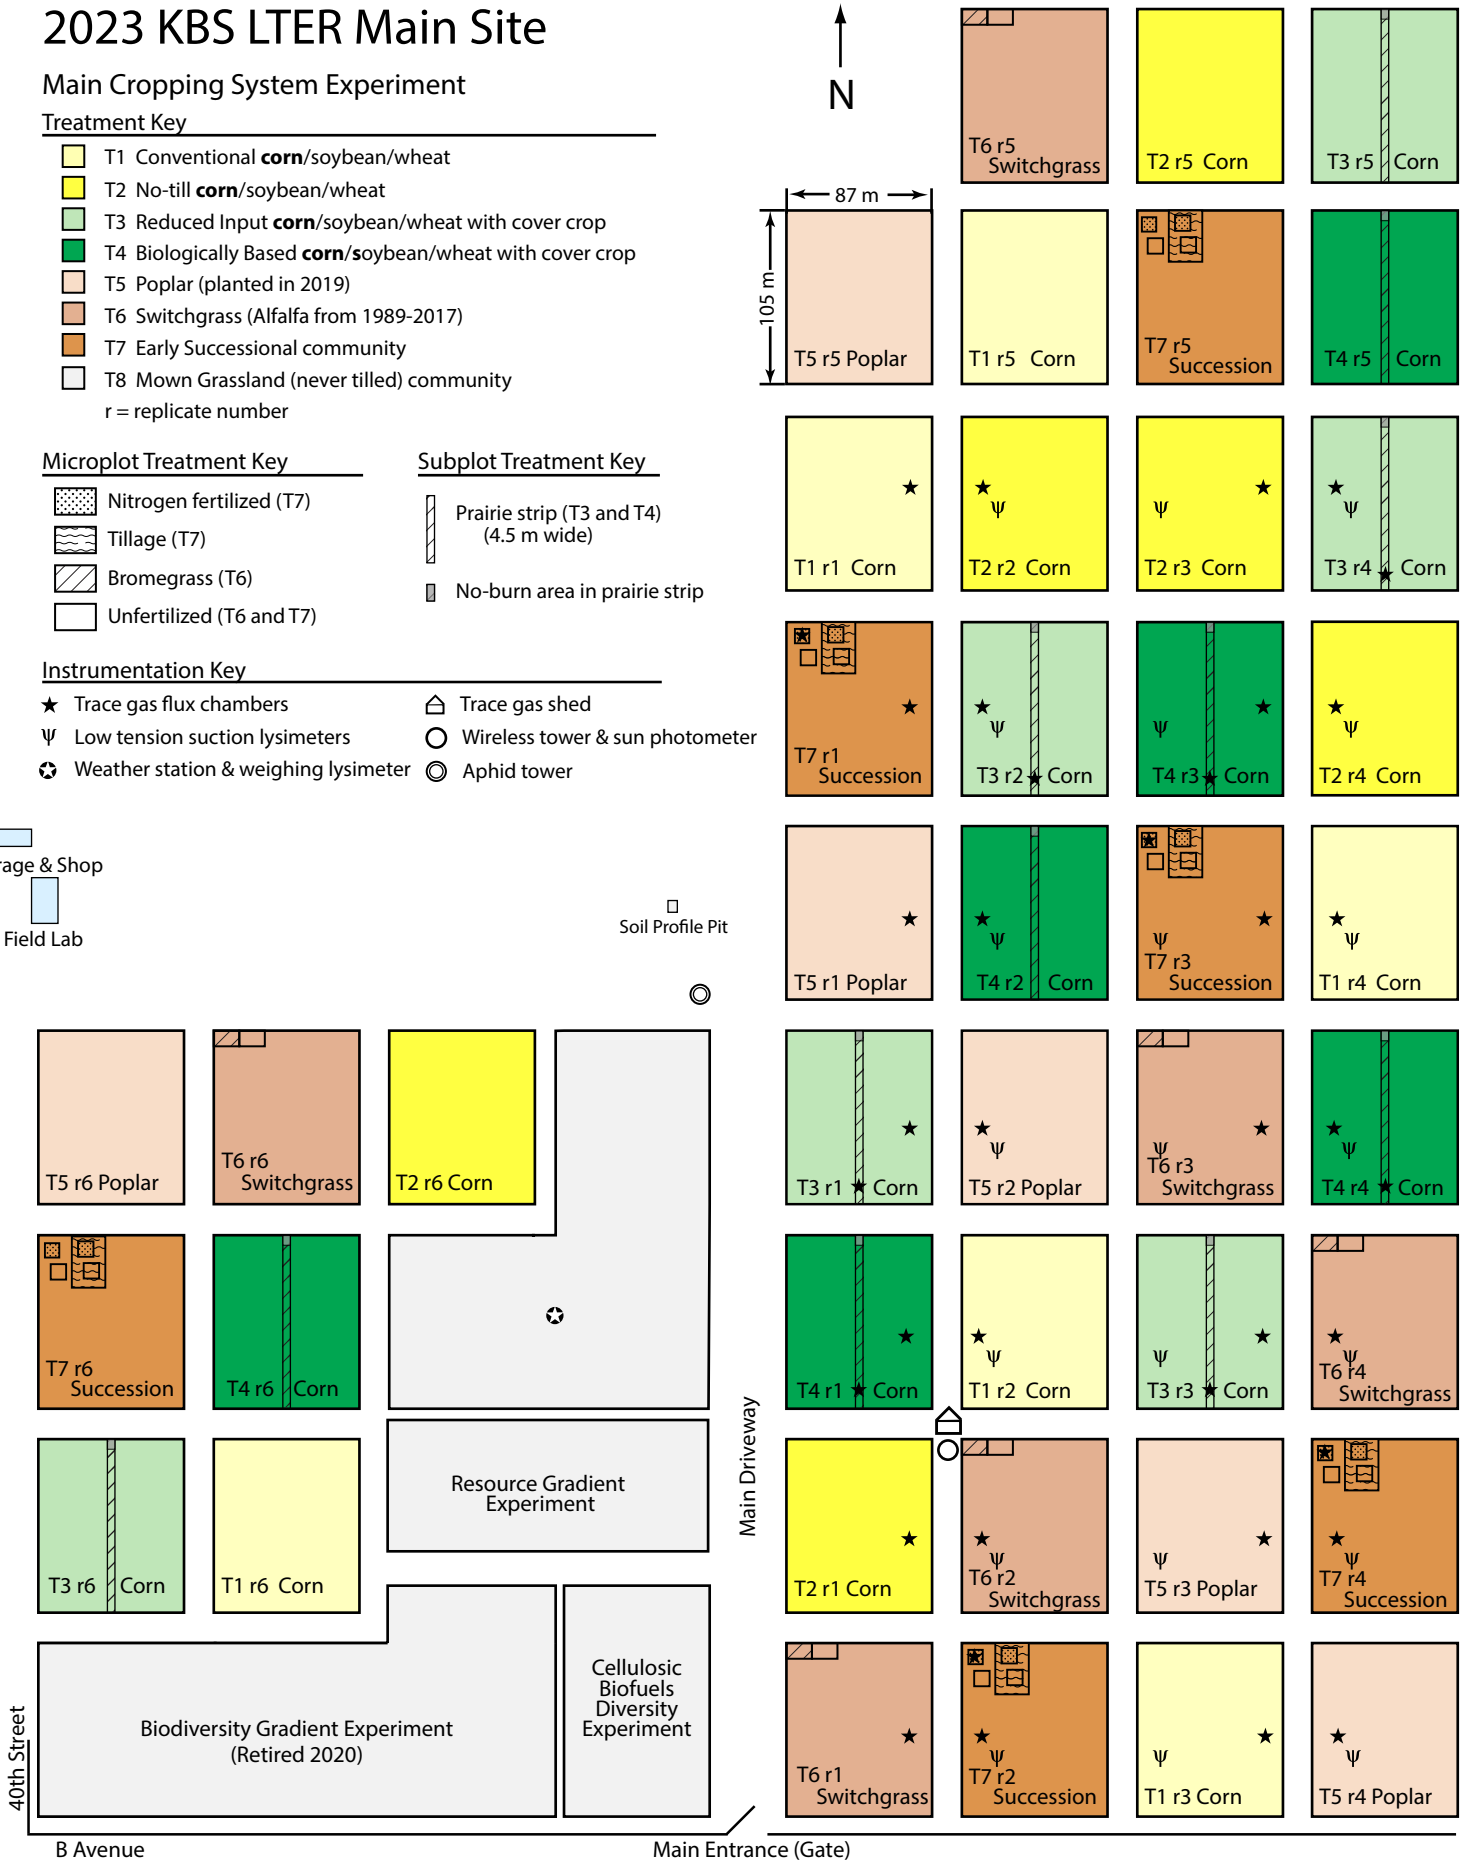 2023 KBS LTER Main Site
Main Cropping System Experiment
Treatment Key
T1 Conventional corn/soybean/wheat
T2 No-till corn/soybean/wheat
T3 Reduced Input corn/soybean/wheat with cover crop
T4 Biologically Based corn/soybean/wheat with cover crop
T5 Poplar (planted in 2019)
T6 Switchgrass (Alfalfa from 1989-2017)
T7 Early Successional community
T8 Mown Grassland (never tilled) community
r = replicate number
Microplot Treatment Key
Nitrogen fertilized (T7)
Tillage (T7)
Bromegrass (T6)
Unfertilized (T6 and T7)
Subplot Treatment Key
Prairie strip (T3 and T4)
(4.5 m wide)
No-burn area in prairie strip
Instrumentation Key
Trace gas flux chambers
Low tension suction lysimeters
Weather station & weighing lysimeter
Trace gas shed
Wireless tower & sun photometer
Aphid tower
N
87 m
105 m
T6 r5
Switchgrass
T2 r5 Corn
T3 r5 Corn
T5 r5 Poplar
T1 r5 Corn
T7 r5
Succession
T4 r5 Corn
T1 r1 Corn
T2 r2 Corn
T2 r3 Corn
T3 r4 Corn
T7 r1
Succession
T3 r2 Corn
T4 r3 Corn
T2 r4 Corn
rage & Shop
Field Lab
Soil Profile Pit
T5 r1 Poplar
T4 r2 Corn
T7 r3
Succession
T1 r4 Corn
T5 r6 Poplar
T6 r6
Switchgrass
T2 r6 Corn
T3 r1 Corn
T5 r2 Poplar
T6 r3
Switchgrass
T4 r4 Corn
T7 r6
Succession
T4 r6 Corn
T4 r1 Corn
T1 r2 Corn
T3 r3 Corn
T6 r4
Switchgrass
Main Driveway
Resource Gradient
Experiment
T3 r6 Corn
T1 r6 Corn
T2 r1 Corn
T6 r2
Switchgrass
T5 r3 Poplar
T7 r4
Succession
Biodiversity Gradient Experiment
(Retired 2020)
Cellulosic
Biofuels
Diversity
Experiment
T6 r1
Switchgrass
T7 r2
Succession
T1 r3 Corn
T5 r4 Poplar
40th Street
B Avenue
Main Entrance (Gate)